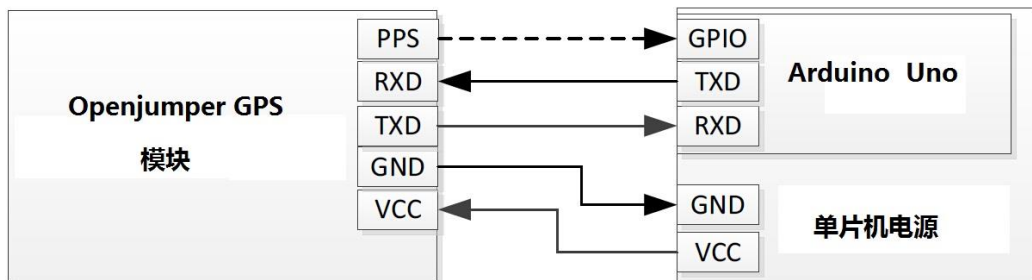 Openjumper GPS
模块
PPS
RXD
TXD
GND
VCC
GPIO
TXD
RXD
Arduino Uno
GND
VCC
单片机电源